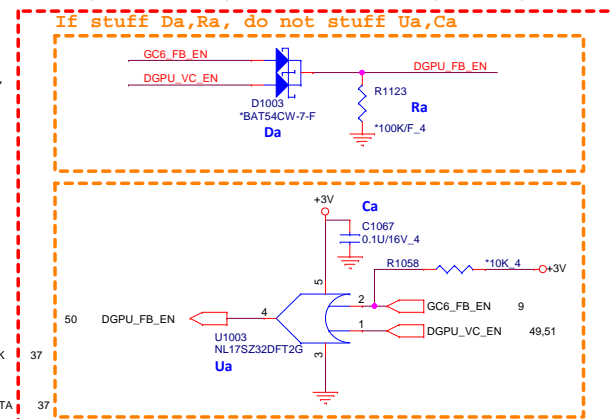 If stuff Da,Ra, do not stuff Ua,Ca
GC6_FB_EN
DGPU_VC_EN
DGPU_FB_EN
D1003
*BAT54CW-7-F
Da
R1123
Ra
*100K/F_4
+3V
Ca
C1067
0.1U/16V_4
R1058
*10K_4
+3V
5
2
GC6_FB_EN
9
50
DGPU_FB_EN
4
1
DGPU_VC_EN
49,51
U1003
NL17SZ32DFT2G
Ua
3
K
37
TA
37